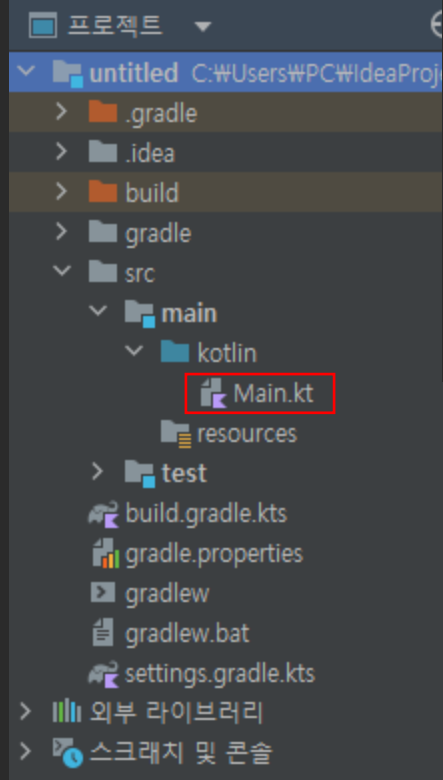 프로젝트
untitled C:₩Users₩PC₩IdeaProj
.gradle
.idea
build
gradle
src
main
kotlin
Main.kt
resources
test
build.gradle.kts
gradle.properties
gradlew
gradlew.bat
settings.gradle.kts
외부 라이브러리
스크래치 및 콘솔